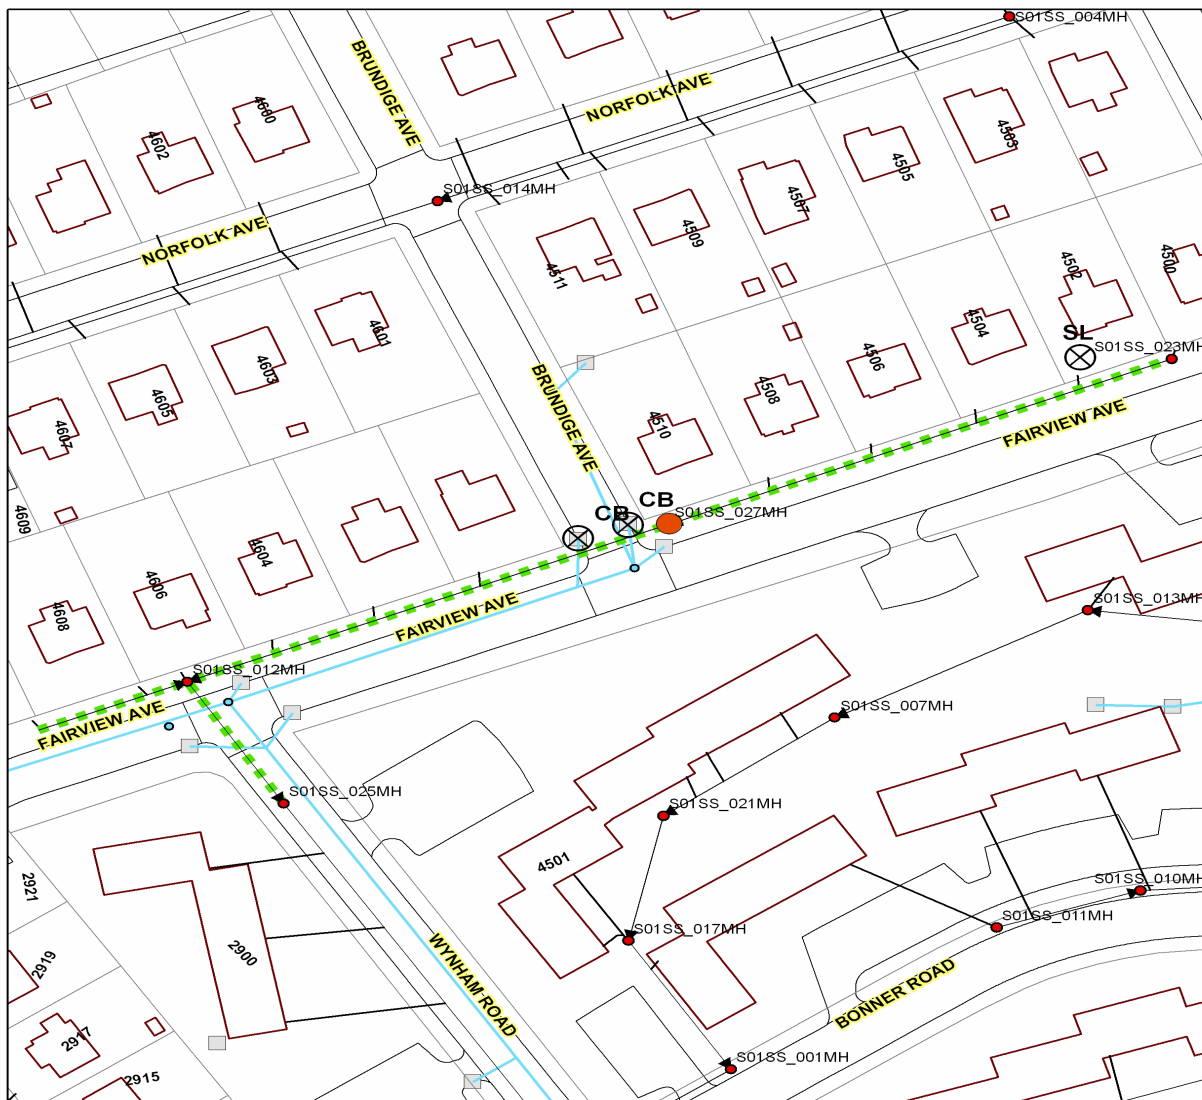 S01SS_004MH
BRUNDIGE AVE
NORFOLK AVE
4600
4602
4503
4505
S01SS_014MH
4507
NORFOLK AVE
4509
4511
4502
4500
4601
4504
SL
S01SS_023MH
4603
4506
4605
4508
BRUNDIGE AVE
4510
FAIRVIEW AVE
4607
4609
CB
CB
S01SS_027MH
4604
4606
4608
FAIRVIEW AVE
S01SS_013MH
S01SS_012MH
FAIRVIEW AVE
S01SS_007MH
S01SS_025MH
S01SS_021MH
4501
2921
S01SS_010MH
S01SS_011MH
S01SS_017MH
2900
2919
WYNHAM ROAD
BONNER ROAD
2917
S01SS_001MH
2915